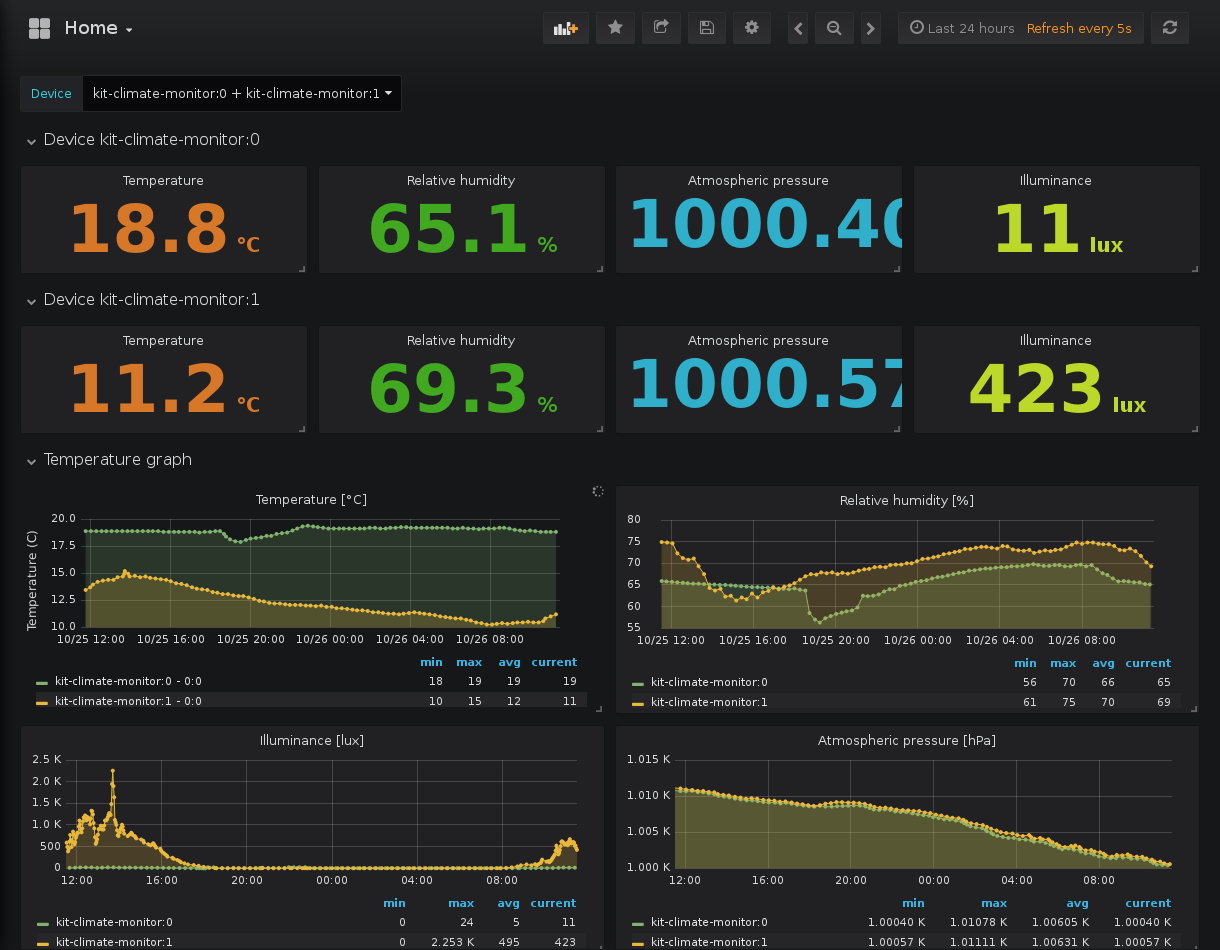 Home
Last 24 hours Refresh every 5s
Device kit-climate-monitor:0 + kit-climate-monitor:1
Device kit-climate-monitor:0
Temperature Relative humidity Atmospheric pressure Illuminance
18.8 °C 65.1 % 1000.40 11 lux
Device kit-climate-monitor:1
Temperature Relative humidity Atmospheric pressure Illuminance
11.2 °C 69.3 % 1000.57 423 lux
Temperature graph
Temperature [°C]
Temperature (C)
20.0
17.5
15.0
12.5
10.0
10/25 12:00 10/25 16:00 10/25 20:00 10/26 00:00 10/26 04:00 10/26 08:00
min max avg current
kit-climate-monitor:0 - 0:0 18 19 19 19
kit-climate-monitor:1 - 0:0 10 15 12 11
Relative humidity [%]
80
75
70
65
60
55
10/25 12:00 10/25 16:00 10/25 20:00 10/26 00:00 10/26 04:00 10/26 08:00
min max avg current
kit-climate-monitor:0 56 70 66 65
kit-climate-monitor:1 61 75 70 69
Illuminance [lux]
2.5 K
2.0 K
1.5 K
1.0 K
500
0
12:00 16:00 20:00 00:00 04:00 08:00
min max avg current
kit-climate-monitor:0 0 24 5 11
kit-climate-monitor:1 0 2.253 K 495 423
Atmospheric pressure [hPa]
1.015 K
1.010 K
1.005 K
1.000 K
12:00 16:00 20:00 00:00 04:00 08:00
min max avg current
kit-climate-monitor:0 1.00040 K 1.01078 K 1.00605 K 1.00040 K
kit-climate-monitor:1 1.00057 K 1.01111 K 1.00631 K 1.00057 K